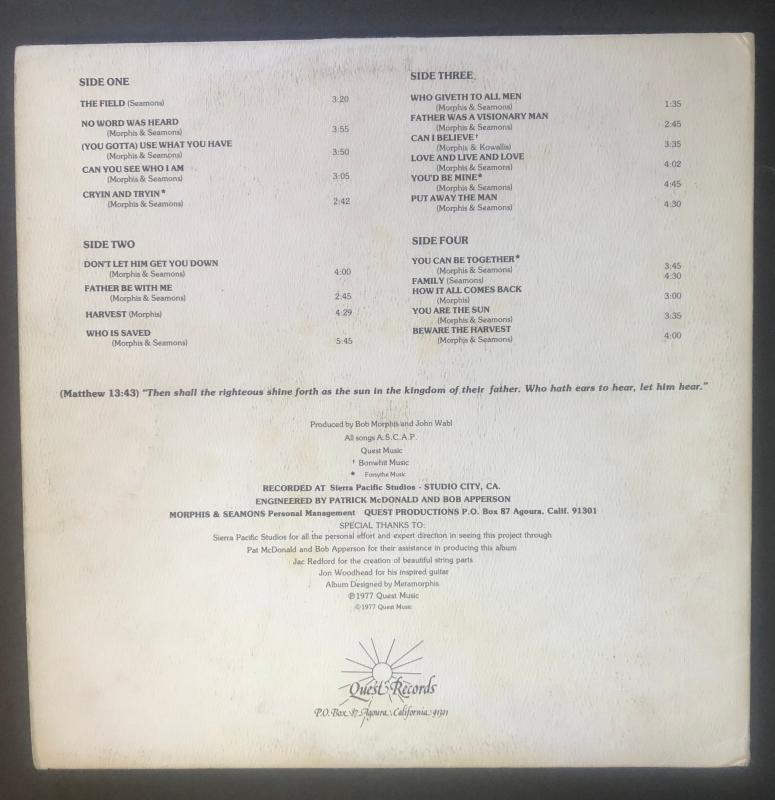 SIDE ONE
THE FIELD (Seamons) 3:20
NO WORD WAS HEARD
(Morphis & Seamons) 3:55
(YOU GOTTA) USE WHAT YOU HAVE
(Morphis & Seamons) 3:50
CAN YOU SEE WHO I AM
(Morphis & Seamons) 3:05
CRYIN AND TRYIN *
(Morphis & Seamons) 2:42
SIDE TWO
DON'T LET HIM GET YOU DOWN
(Morphis & Seamons) 4:00
FATHER BE WITH ME
(Morphis & Seamons) 2:45
HARVEST (Morphis) 4:29
WHO IS SAVED
(Morphis & Seamons) 5:45
SIDE THREE
WHO GIVETH TO ALL MEN
(Morphis & Seamons) 1:35
FATHER WAS A VISIONARY MAN
(Morphis & Seamons) 2:45
CAN I BELIEVE †
(Morphis & Kowallis) 3:35
LOVE AND LIVE AND LOVE
(Morphis & Seamons) 4:02
YOU'D BE MINE *
(Morphis & Seamons) 4:45
PUT AWAY THE MAN
(Morphis & Seamons) 4:30
SIDE FOUR
YOU CAN BE TOGETHER *
(Morphis & Seamons) 3:45
FAMILY (Seamons) 4:30
HOW IT ALL COMES BACK
(Morphis) 3:00
YOU ARE THE SUN
(Morphis & Seamons) 3:35
BEWARE THE HARVEST
(Morphis & Seamons) 4:00
(Matthew 13:43) "Then shall the righteous shine forth as the sun in the kingdom of their father. Who hath ears to hear, let him hear."
Produced by Bob Morphis and John Wabl
All songs A.S.C.A.P.
Quest Music
† Bonwhit Music
* Forsythe Music
RECORDED AT Sierra Pacific Studios - STUDIO CITY, CA.
ENGINEERED BY PATRICK McDONALD AND BOB APPERSON
MORPHIS & SEAMONS Personal Management QUEST PRODUCTIONS P.O. Box 87 Agoura, Calif. 91301
SPECIAL THANKS TO:
Sierra Pacific Studios for all the personal effort and expert direction in seeing this project through
Pat McDonald and Bob Apperson for their assistance in producing this album
Jac Redford for the creation of beautiful string parts
Jon Woodhead for his inspired guitar
Album Designed by Metamorphis
℗1977 Quest Music
©1977 Quest Music
Quest Records
P.O. Box 87 Agoura, California 91301